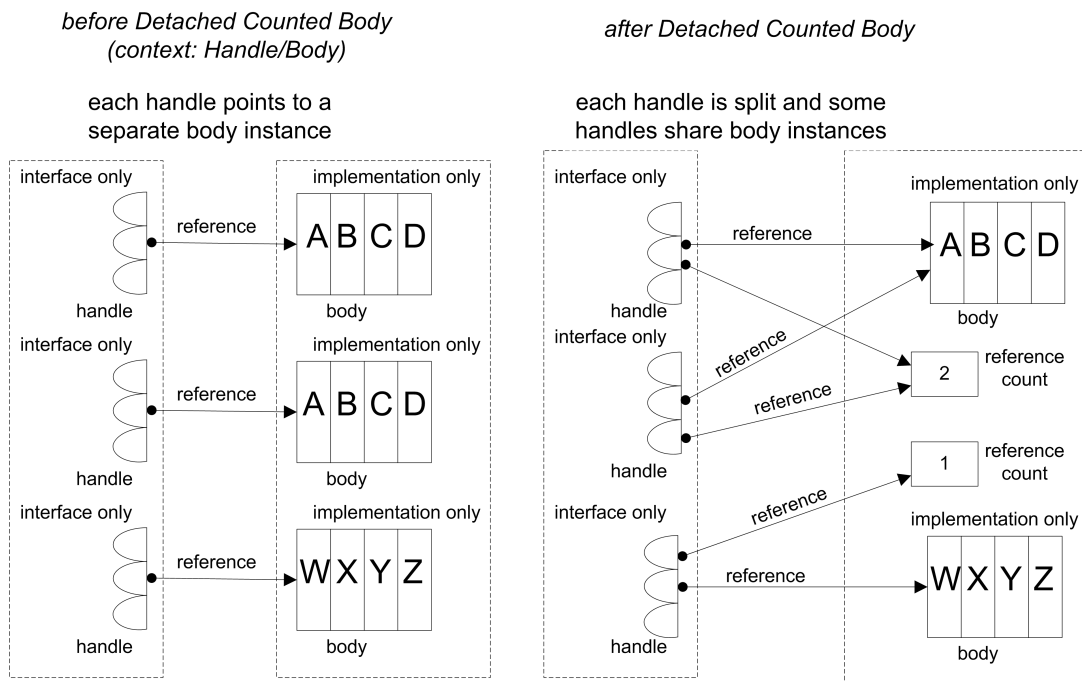 before Detached Counted Body
(context: Handle/Body)
each handle points to a
separate body instance
interface only
implementation only
reference
A B C D
handle
body
interface only
implementation only
reference
A B C D
handle
body
interface only
implementation only
reference
W X Y Z
handle
body
after Detached Counted Body
each handle is split and some
handles share body instances
interface only
implementation only
reference
A B C D
handle
body
interface only
reference
reference
count
2
reference
handle
1
reference
count
reference
interface only
implementation only
reference
W X Y Z
handle
body